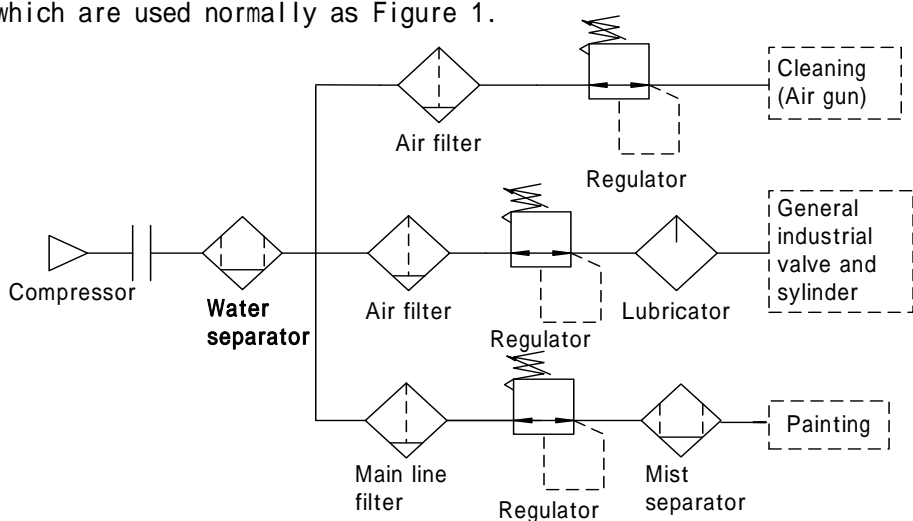 which are used normally as Figure 1.
Cleaning
(Air gun)
Air filter
Regulator
General
industrial
valve and
sylinder
Compressor
Water
separator
Air filter
Regulator
Lubricator
Painting
Main line
filter
Regulator
Mist
separator